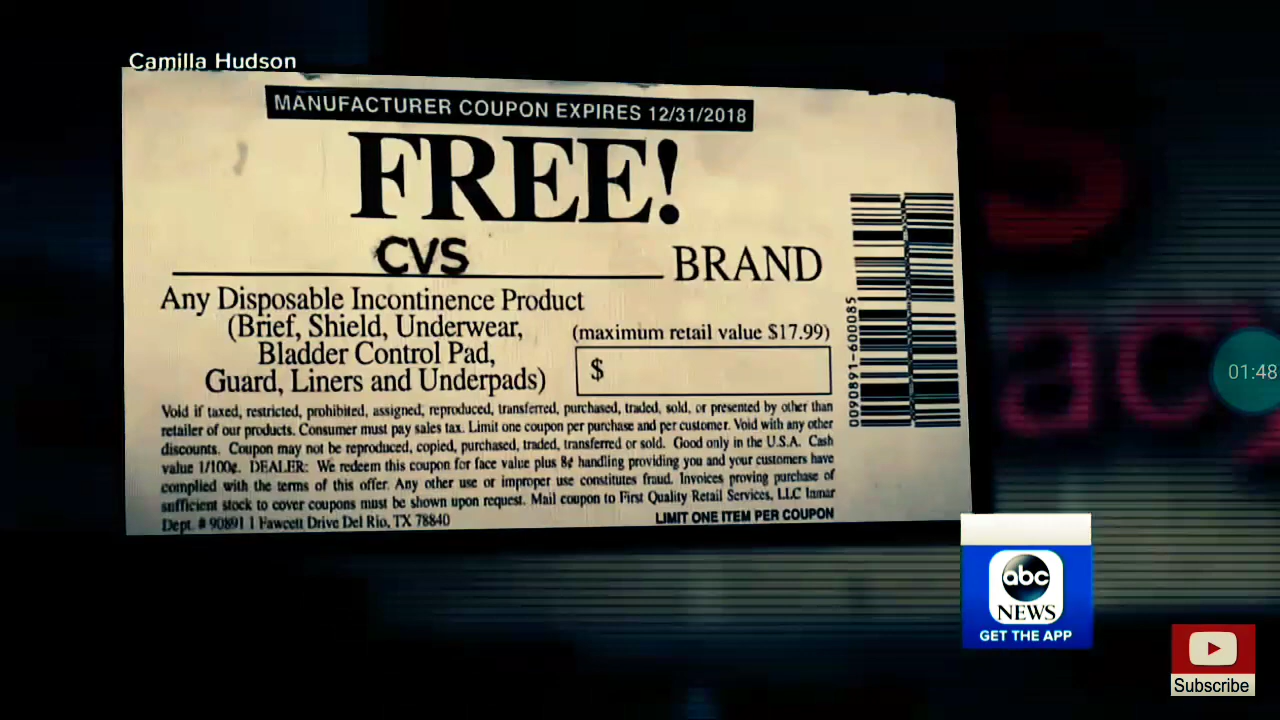 Camilla Hudson
MANUFACTURER COUPON EXPIRES 12/31/2018
FREE!
CVS BRAND
Any Disposable Incontinence Product
(Brief, Shield, Underwear,
Bladder Control Pad,
Guard, Liners and Underpads)
(maximum retail value $17.99)
$
Void if taxed, restricted, prohibited, assigned, reproduced, transferred, purchased, traded, sold, or presented by other than
retailer of our products. Consumer must pay sales tax. Limit one coupon per purchase and per customer. Void with any other
discounts. Coupon may not be reproduced, copied, purchased, traded, transferred or sold. Good only in the U.S.A. Cash
value 1/100¢. DEALER: We redeem this coupon for face value plus 8¢ handling providing you and your customers have
complied with the terms of this offer. Any other use or improper use constitutes fraud. Invoices proving purchase of
sufficient stock to cover coupons must be shown upon request. Mail coupon to First Quality Retail Services, LLC Inmar
Dept. # 90891 1 Fawcett Drive Del Rio, TX 78840
LIMIT ONE ITEM PER COUPON
0090891-600085
S
ac
01:48
abc
NEWS
GET THE APP
Subscribe